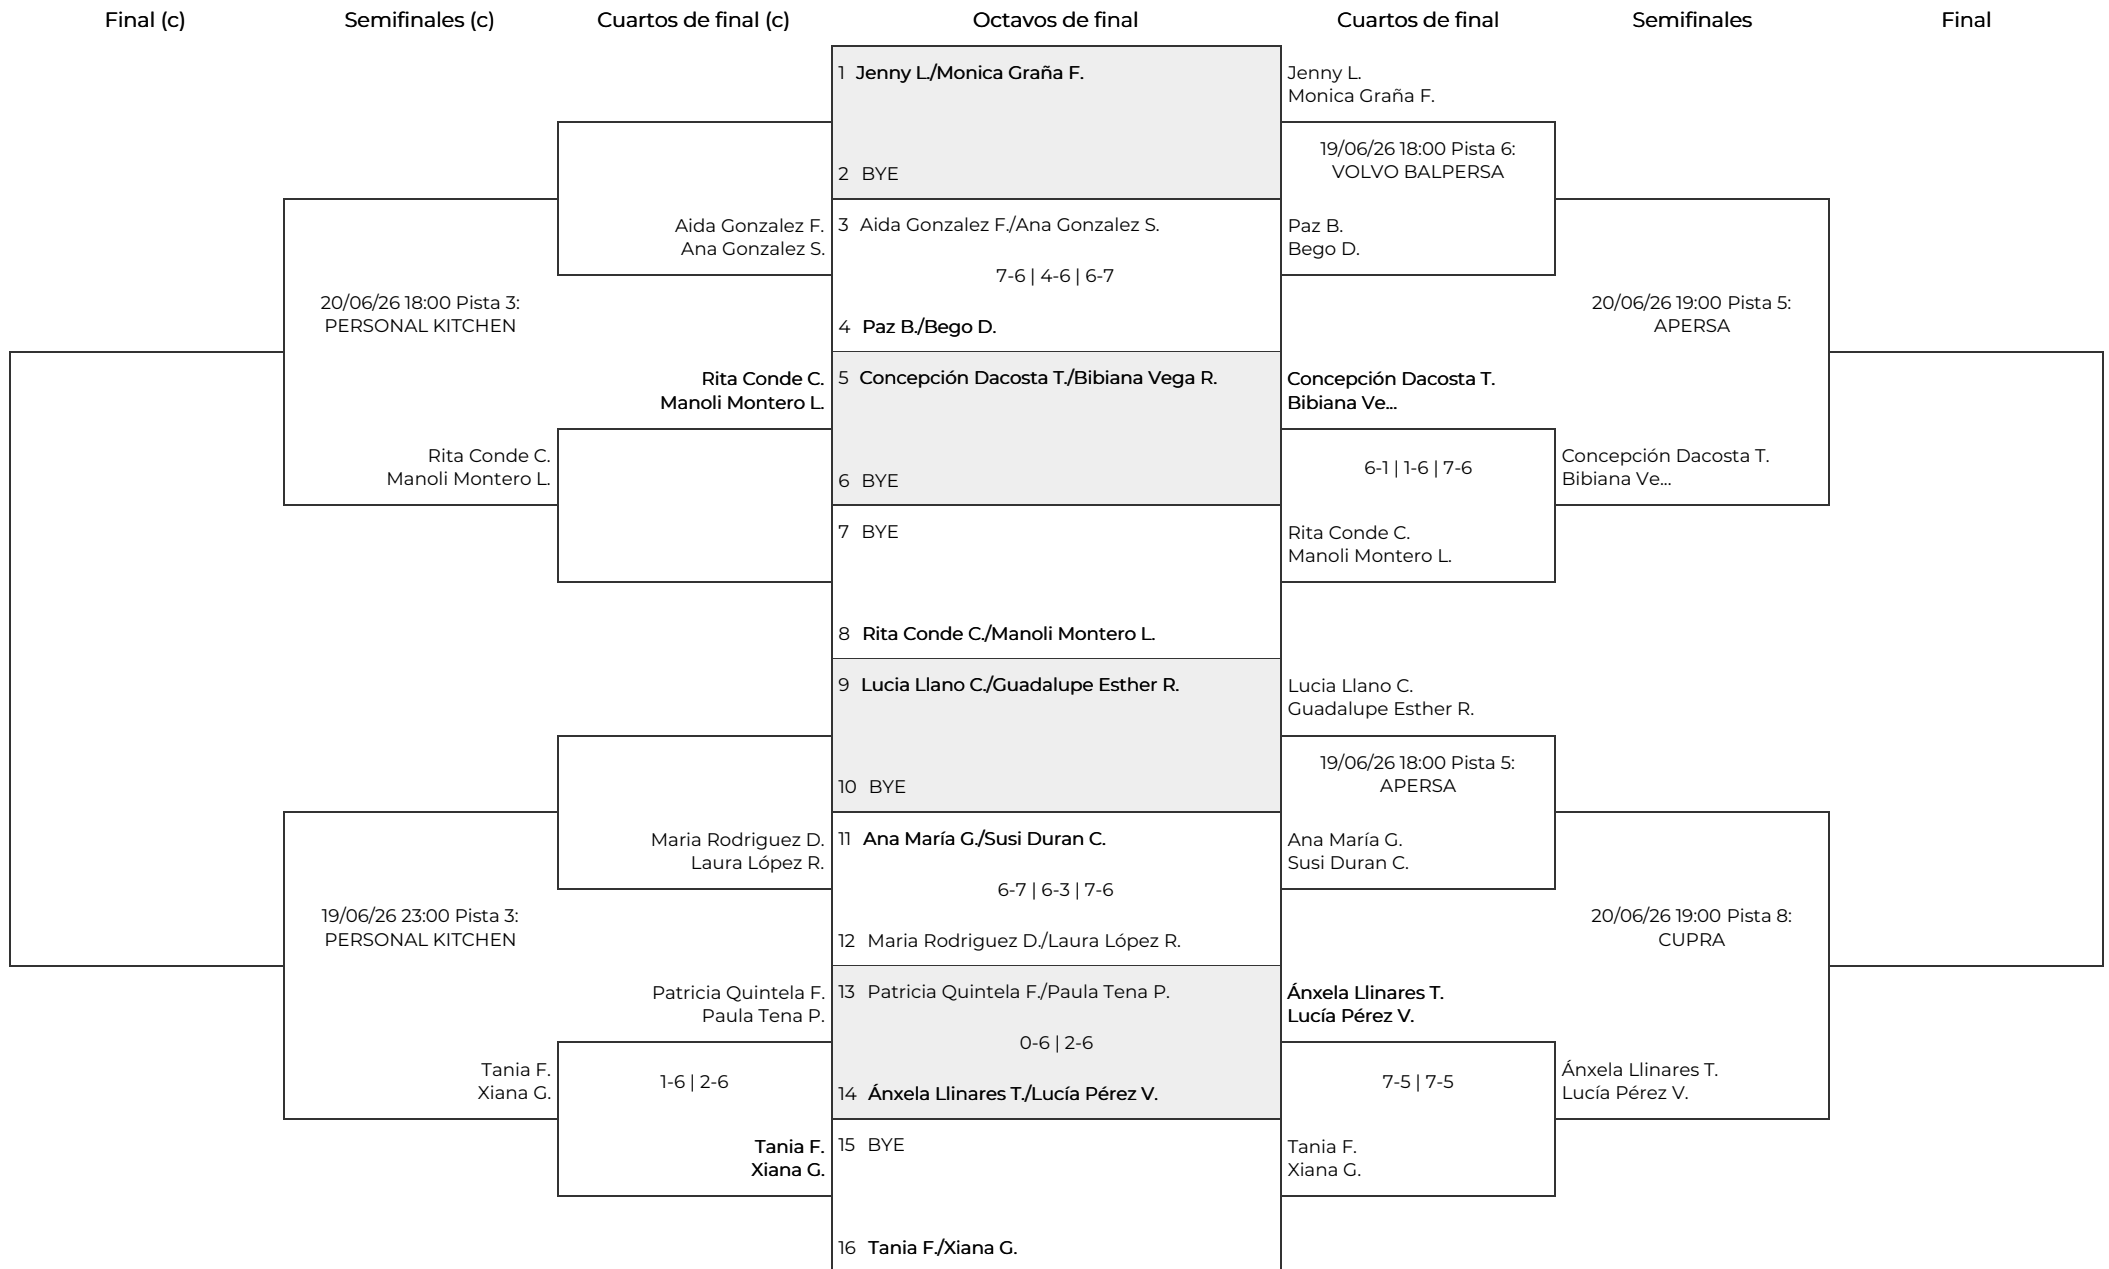 Final (c)
Semifinales (c)
Cuartos de final (c)
Octavos de final
Cuartos de final
Semifinales
Final
Aida Gonzalez F.
Ana Gonzalez S.
20/06/26 18:00 Pista 3:
PERSONAL KITCHEN
Rita Conde C.
Manoli Montero L.
Rita Conde C.
Manoli Montero L.
Maria Rodriguez D.
Laura López R.
19/06/26 23:00 Pista 3:
PERSONAL KITCHEN
Patricia Quintela F.
Paula Tena P.
Tania F.
Xiana G.
1-6 | 2-6
Tania F.
Xiana G.
1 Jenny L./Monica Graña F.
2 BYE
3 Aida Gonzalez F./Ana Gonzalez S.
7-6 | 4-6 | 6-7
4 Paz B./Bego D.
5 Concepción Dacosta T./Bibiana Vega R.
6 BYE
7 BYE
8 Rita Conde C./Manoli Montero L.
9 Lucia Llano C./Guadalupe Esther R.
10 BYE
11 Ana María G./Susi Duran C.
6-7 | 6-3 | 7-6
12 Maria Rodriguez D./Laura López R.
13 Patricia Quintela F./Paula Tena P.
0-6 | 2-6
14 Ánxela Llinares T./Lucía Pérez V.
15 BYE
16 Tania F./Xiana G.
Jenny L.
Monica Graña F.
19/06/26 18:00 Pista 6:
VOLVO BALPERSA
Paz B.
Bego D.
20/06/26 19:00 Pista 5:
APERSA
Concepción Dacosta T.
Bibiana Ve...
6-1 | 1-6 | 7-6
Concepción Dacosta T.
Bibiana Ve...
Rita Conde C.
Manoli Montero L.
Lucia Llano C.
Guadalupe Esther R.
19/06/26 18:00 Pista 5:
APERSA
Ana María G.
Susi Duran C.
20/06/26 19:00 Pista 8:
CUPRA
Ánxela Llinares T.
Lucía Pérez V.
7-5 | 7-5
Ánxela Llinares T.
Lucía Pérez V.
Tania F.
Xiana G.